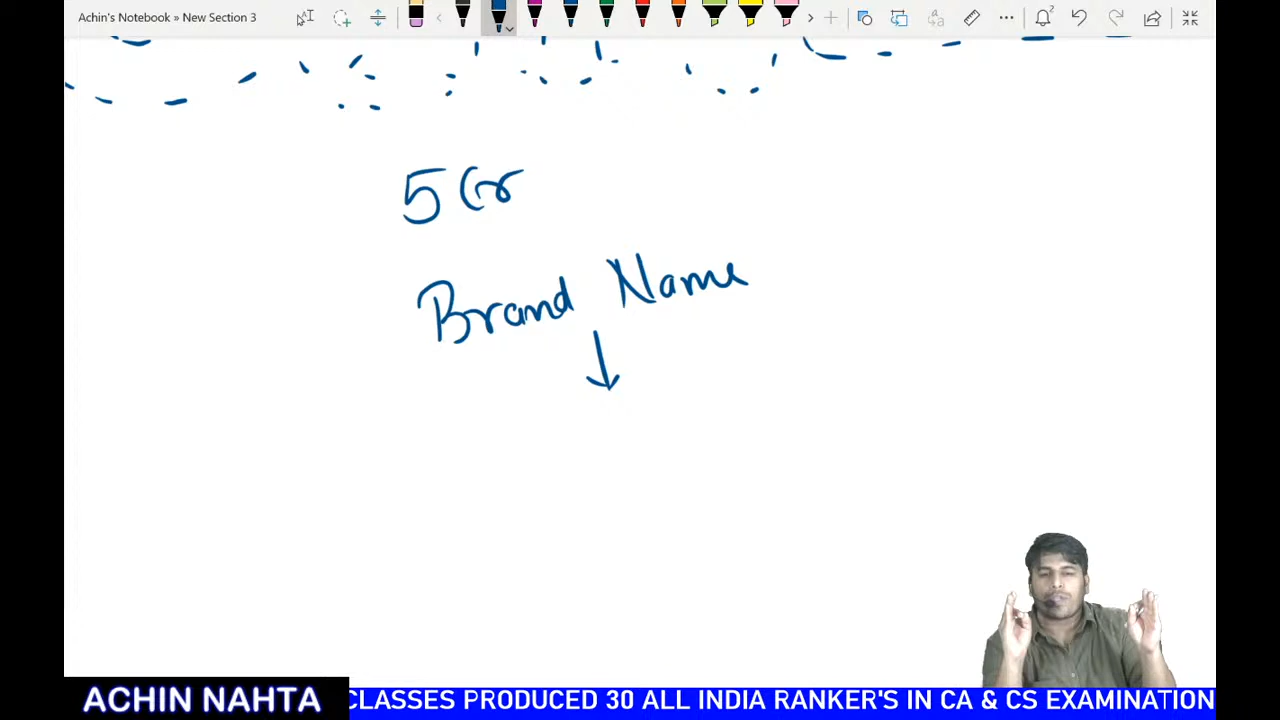 Achin's Notebook » New Section 3
5 Cr
Brand Name
ACHIN NAHTA
CLASSES PRODUCED 30 ALL INDIA RANKER'S IN CA & CS EXAMINATION